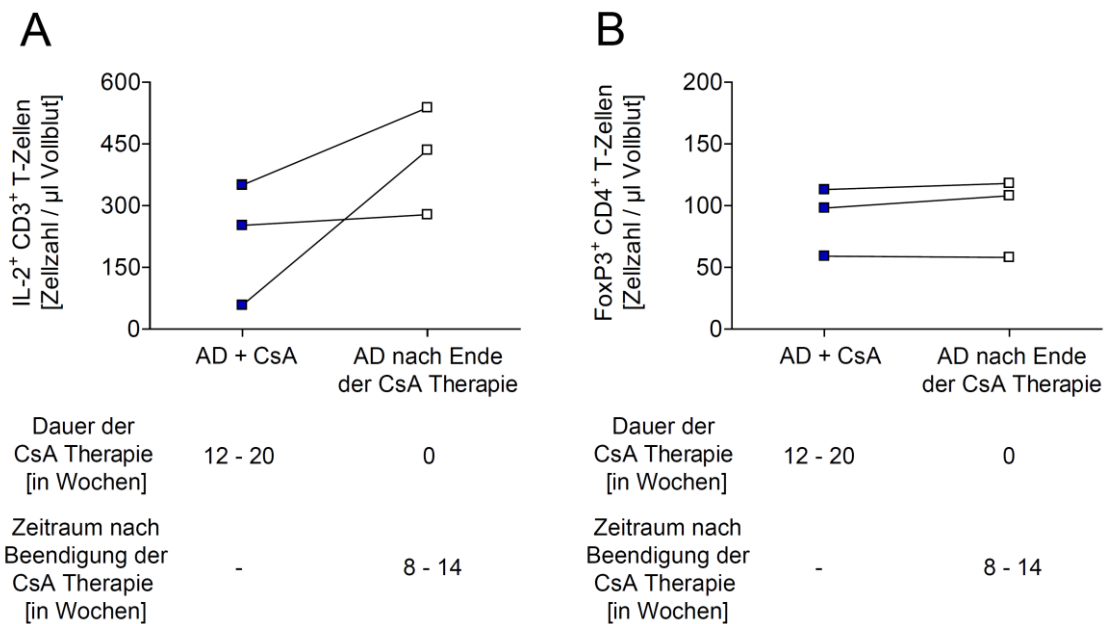 A
IL-2+ CD3+ T-Zellen
[Zellzahl / µl Vollblut]
600
450
300
150
0
AD + CsA
AD nach Ende
der CsA Therapie
Dauer der
CsA Therapie
[in Wochen]
12 - 20
0
Zeitraum nach
Beendigung der
CsA Therapie
[in Wochen]
-
8 - 14
B
FoxP3+ CD4+ T-Zellen
[Zellzahl / µl Vollblut]
200
150
100
50
0
AD + CsA
AD nach Ende
der CsA Therapie
Dauer der
CsA Therapie
[in Wochen]
12 - 20
0
Zeitraum nach
Beendigung der
CsA Therapie
[in Wochen]
-
8 - 14